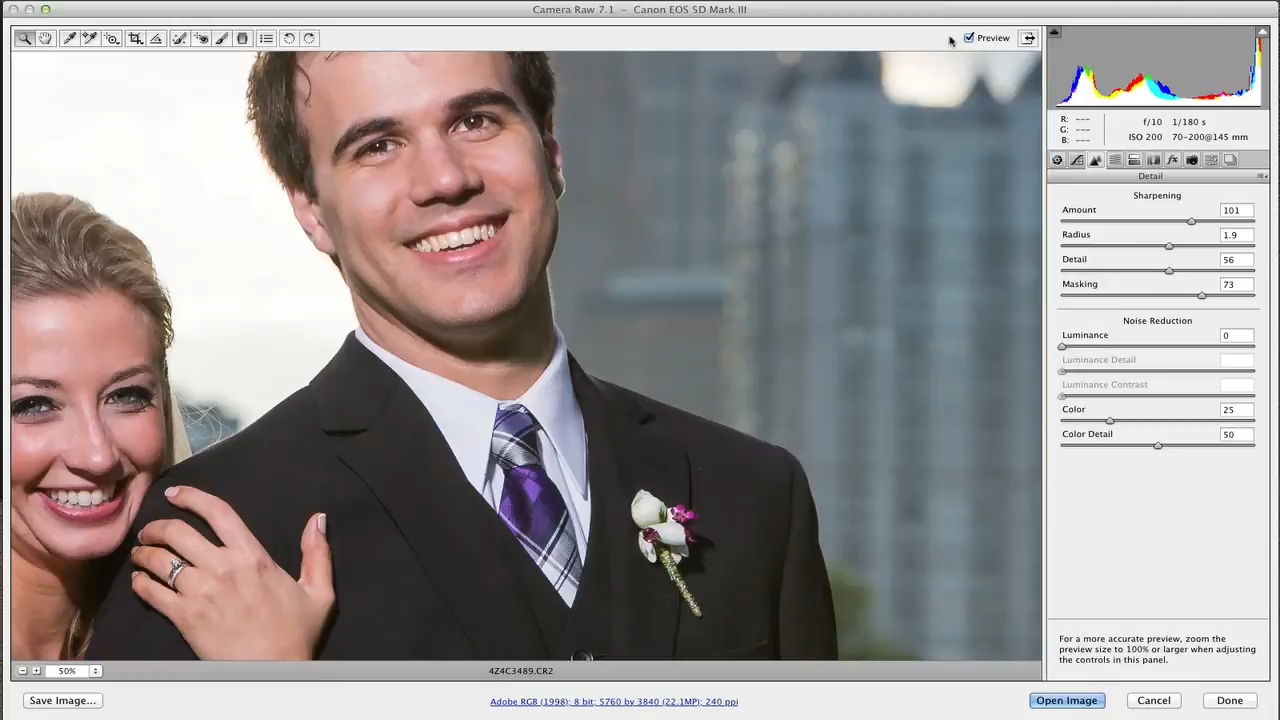 Camera Raw 7.1 – Canon EOS 5D Mark III
Preview
R: ---
G: ---
B: ---
f/10 1/180 s
ISO 200 70-200@145 mm
fx
Detail
Sharpening
Amount 101
Radius 1.9
Detail 56
Masking 73
Noise Reduction
Luminance 0
Luminance Detail
Luminance Contrast
Color 25
Color Detail 50
For a more accurate preview, zoom the
preview size to 100% or larger when adjusting
the controls in this panel.
50%
4Z4C3489.CR2
Save Image...
Adobe RGB (1998); 8 bit; 5760 by 3840 (22.1MP); 240 ppi
Open Image
Cancel
Done